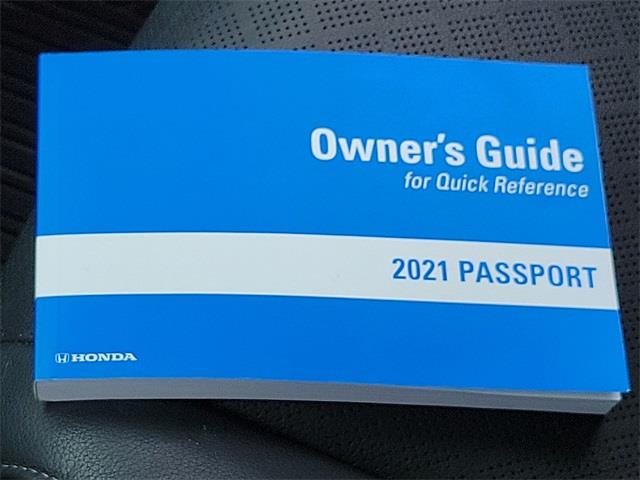 Owner's Guide
for Quick Reference
2021 PASSPORT
HONDA